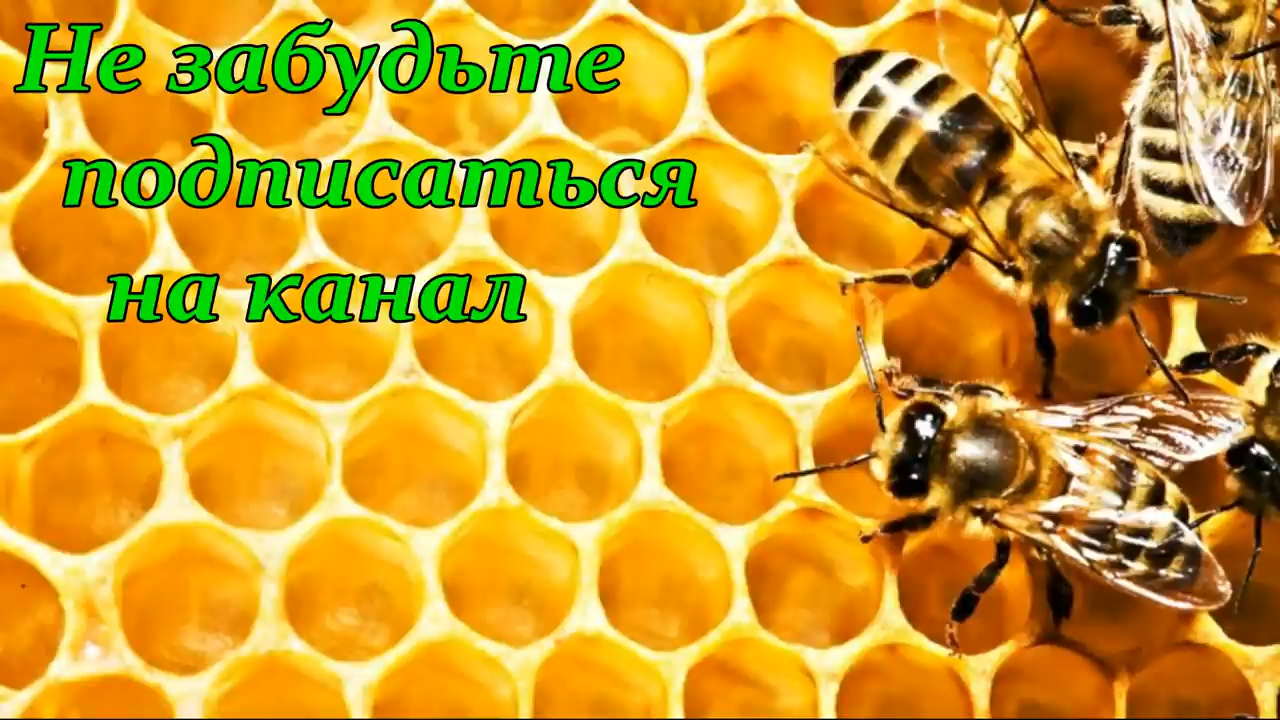 Не забудьте
подписаться
на канал